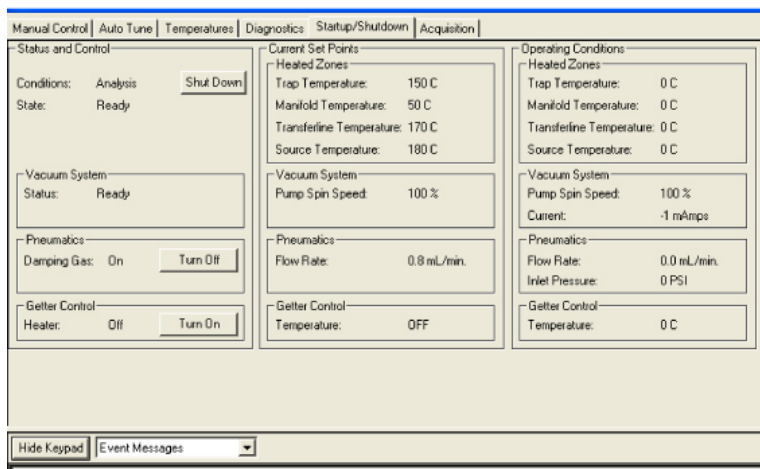 Manual Control Auto Tune Temperatures Diagnostics Startup/Shutdown Acquisition
Status and Control
Conditions: Analysis Shut Down
State: Ready
Vacuum System
Status: Ready
Pneumatics
Damping Gas: On Turn Off
Getter Control
Heater: Off Turn On
Current Set Points
Heated Zones
Trap Temperature: 150 C
Manifold Temperature: 50 C
Transferline Temperature: 170 C
Source Temperature: 180 C
Vacuum System
Pump Spin Speed: 100 %
Pneumatics
Flow Rate: 0.8 mL/min.
Getter Control
Temperature: OFF
Operating Conditions
Heated Zones
Trap Temperature: 0 C
Manifold Temperature: 0 C
Transferline Temperature: 0 C
Source Temperature: 0 C
Vacuum System
Pump Spin Speed: 100 %
Current: -1 mAmps
Pneumatics
Flow Rate: 0.0 mL/min.
Inlet Pressure: 0 PSI
Getter Control
Temperature: 0 C
Hide Keypad Event Messages